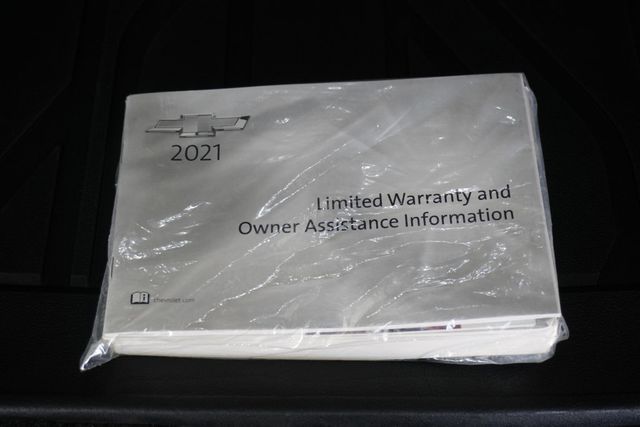 2021
Limited Warranty and
Owner Assistance Information
chevrolet.com